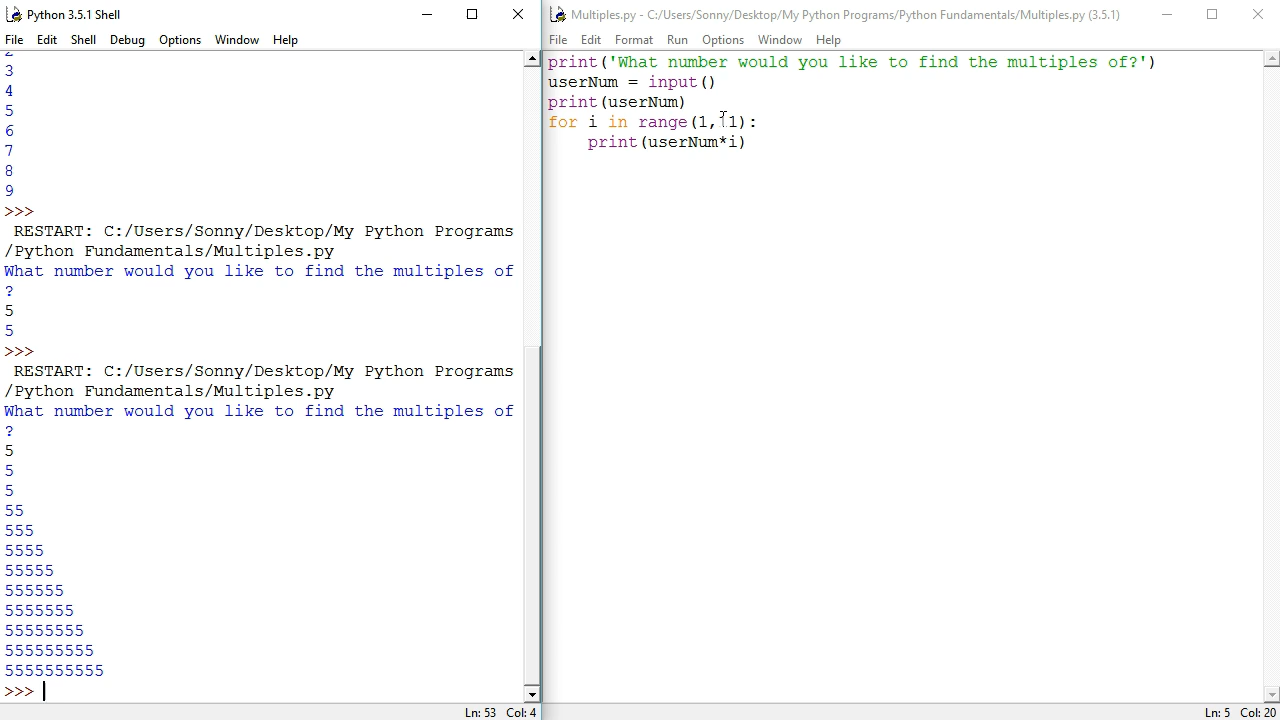 Python 3.5.1 Shell
File Edit Shell Debug Options Window Help
3
4
5
6
7
8
9
>>>
RESTART: C:/Users/Sonny/Desktop/My Python Programs
/Python Fundamentals/Multiples.py
What number would you like to find the multiples of
?
5
5
>>>
RESTART: C:/Users/Sonny/Desktop/My Python Programs
/Python Fundamentals/Multiples.py
What number would you like to find the multiples of
?
5
5
5
55
555
5555
55555
555555
5555555
55555555
555555555
5555555555
>>>
Ln: 53 Col: 4
Multiples.py - C:/Users/Sonny/Desktop/My Python Programs/Python Fundamentals/Multiples.py (3.5.1)
File Edit Format Run Options Window Help
print('What number would you like to find the multiples of?')
userNum = input()
print(userNum)
for i in range(1,11):
    print(userNum*i)
Ln: 5 Col: 20